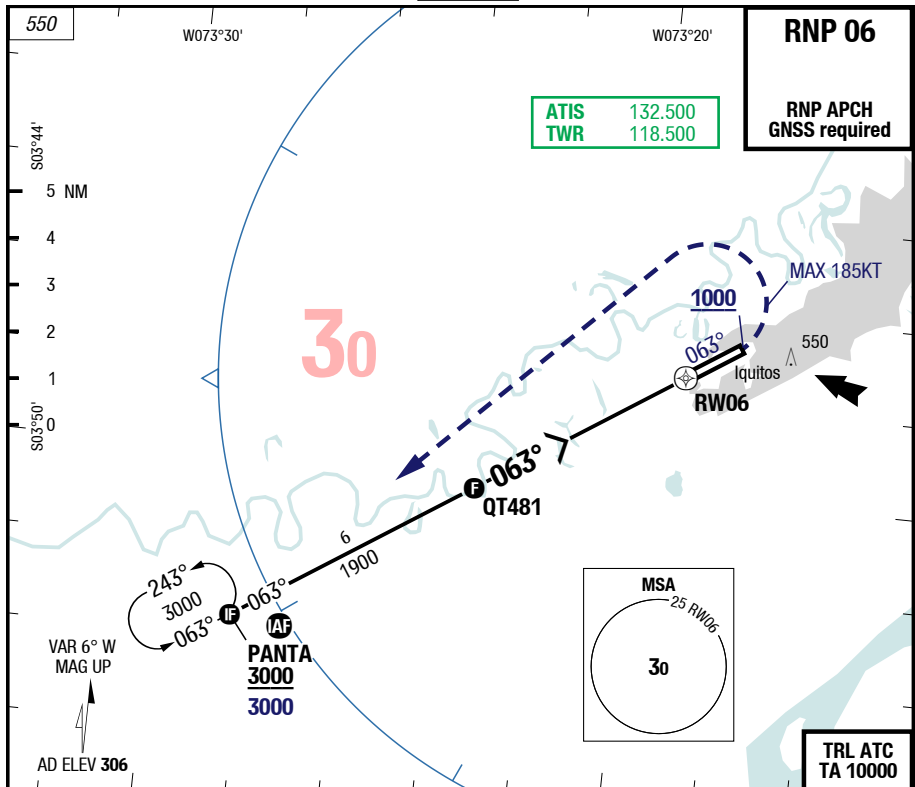 550
W073°30'
W073°20'
RNP 06
RNP APCH
GNSS required
ATIS 132.500
TWR 118.500
S03°44'
5 NM
4
3
2
1
0
S03°50'
30
MAX 185KT
1000
063°
550
Iquitos
RW06
063°
QT481
6
1900
243°
3000
063°
063°
IF
IAF
F
PANTA
3000
3000
VAR 6° W
MAG UP
AD ELEV 306
MSA
25 RW06
30
TRL ATC
TA 10000